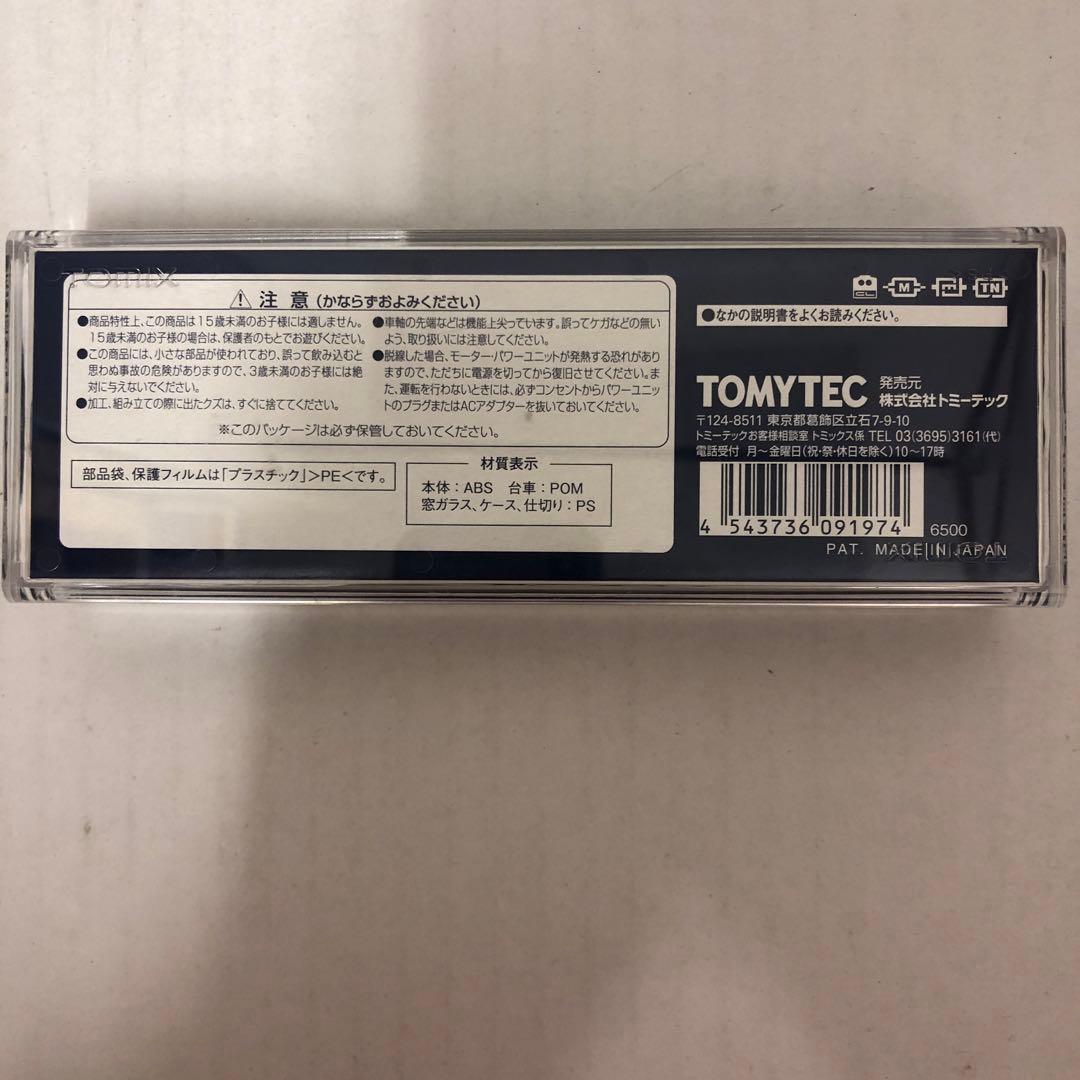 TOMIX
⚠ 注意 (かならずおよみください)
●商品特性上、この商品は15歳未満のお子様には適しません。
15歳未満のお子様の場合は、保護者のもとでお遊びください。
●この商品には、小さな部品が使われており、誤って飲み込むと
思わぬ事故の危険がありますので、3歳未満のお子様には絶
対に与えないでください。
●加工、組み立ての際に出たクズは、すぐに捨ててください。
●車軸の先端などは機能上尖っています。誤ってケガなどの無い
よう、取り扱いには注意してください。
●脱線した場合、モーター・パワーユニットが発熱する恐れがありま
すので、ただちに電源を切ってから復旧させてください。ま
た、運転を行わないときには、必ずコンセントからパワーユニット
のプラグまたはACアダプターを抜いておいてください。
※このパッケージは必ず保管しておいてください。
部品袋、保護フィルムは「プラスチック」>PE<です。
材質表示
本体：ABS 台車：POM
窓ガラス、ケース、仕切り：PS
CL M TN
●なかの説明書をよくお読みください。
TOMYTEC 発売元
株式会社トミーテック
〒124-8511 東京都葛飾区立石7-9-10
トミーテックお客様相談室 トミックス係 TEL 03(3695)3161(代)
電話受付 月～金曜日(祝・祭・休日を除く)10～17時
4 543736 091974
6500
PAT. MADE IN JAPAN